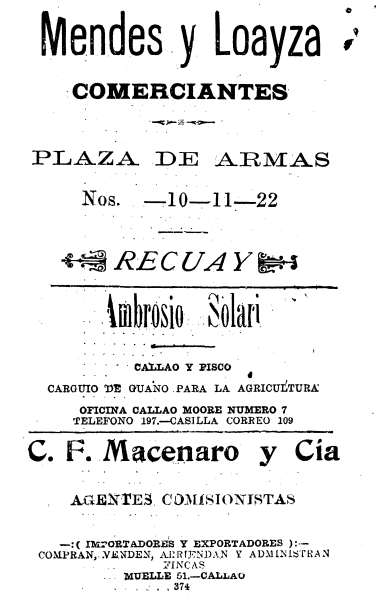 Mendes y Loayza
COMERCIANTES
PLAZA DE ARMAS
Nos. —10—11—22
RECUAY
Ambrosio Solari
CALLAO Y PISCO
CARGUIO DE GUANO PARA LA AGRICULTURA
OFICINA CALLAO MOORE NUMERO 7
TELEFONO 197.—CASILLA CORREO 109
C. F. Macenaro y Cía
AGENTES COMISIONISTAS
—:( IMPORTADORES Y EXPORTADORES ):—
COMPRAN, VENDEN, ARRIENDAN Y ADMINISTRAN
FINCAS
MUELLE 51.—CALLAO
374